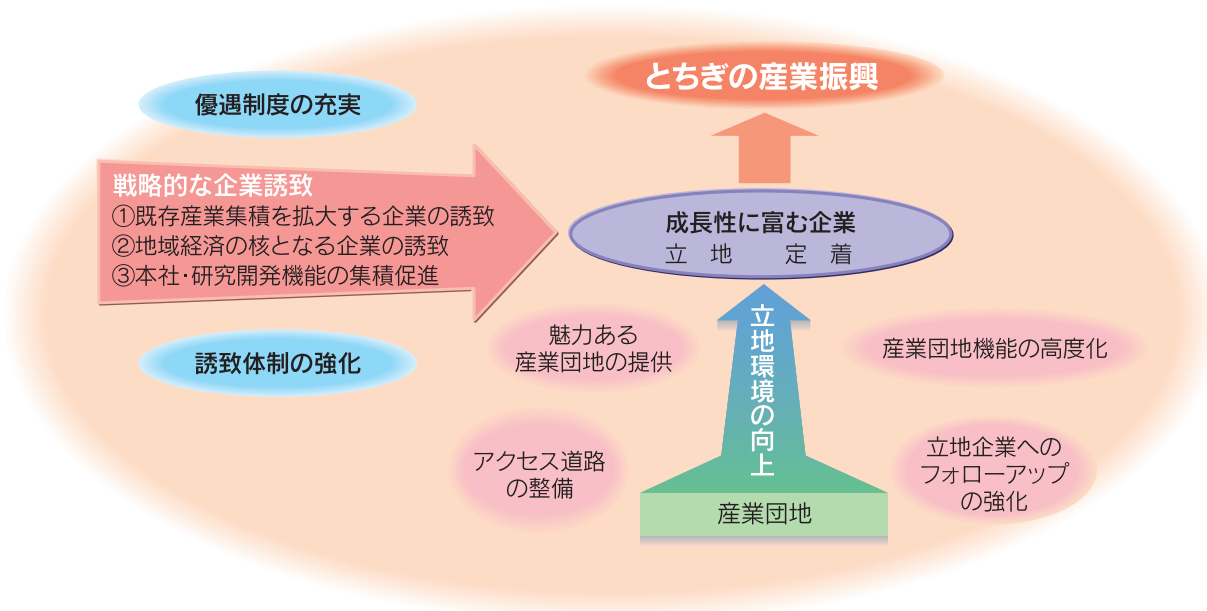 とちぎの産業振興
優遇制度の充実
戦略的な企業誘致
①既存産業集積を拡大する企業の誘致
②地域経済の核となる企業の誘致
③本社・研究開発機能の集積促進
成長性に富む企業
立 地 定 着
誘致体制の強化
魅力ある
産業団地の提供
立地環境の向上
産業団地機能の高度化
アクセス道路
の整備
立地企業への
フォローアップ
の強化
産業団地